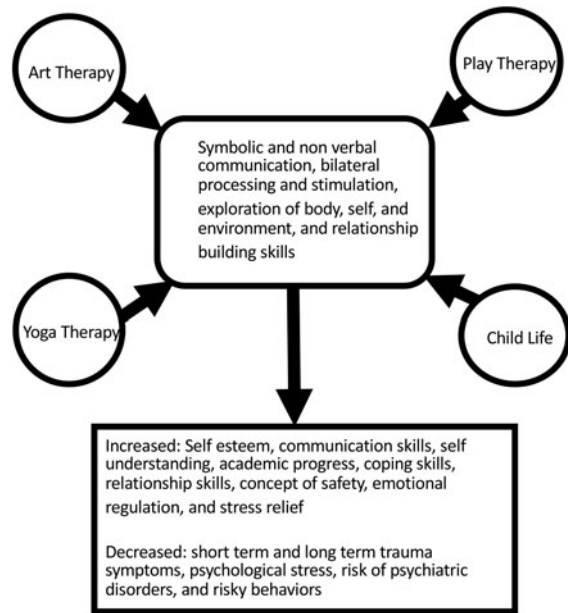 Art Therapy
Play Therapy
Symbolic and non verbal
communication, bilateral
processing and stimulation,
exploration of body, self, and
environment, and relationship
building skills
Yoga Therapy
Child Life
Increased: Self esteem, communication skills, self
understanding, academic progress, coping skills,
relationship skills, concept of safety, emotional
regulation, and stress relief
Decreased: short term and long term trauma
symptoms, psychological stress, risk of psychiatric
disorders, and risky behaviors